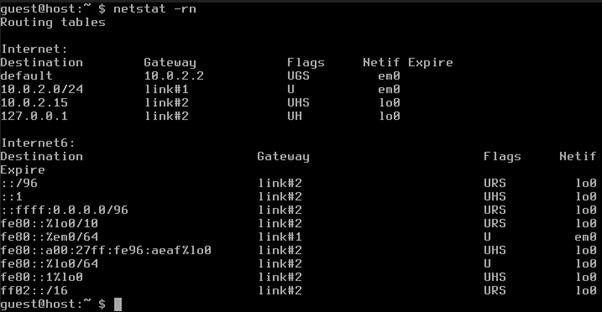 guest@host:~ $ netstat -rn
Routing tables

Internet:
Destination        Gateway            Flags     Netif Expire
default            10.0.2.2           UGS         em0
10.0.2.0/24        link#1             U           em0
10.0.2.15          link#2             UHS         lo0
127.0.0.1          link#2             UH          lo0

Internet6:
Destination                       Gateway                       Flags     Netif
Expire
::/96                             link#2                        URS         lo0
::1                               link#2                        UHS         lo0
::ffff:0.0.0.0/96                 link#2                        URS         lo0
fe80::%lo0/10                     link#2                        URS         lo0
fe80::%em0/64                     link#1                        U           em0
fe80::a00:27ff:fe96:aeaf%lo0      link#2                        UHS         lo0
fe80::%lo0/64                     link#2                        U           lo0
fe80::1%lo0                       link#2                        UHS         lo0
ff02::/16                         link#2                        URS         lo0
guest@host:~ $